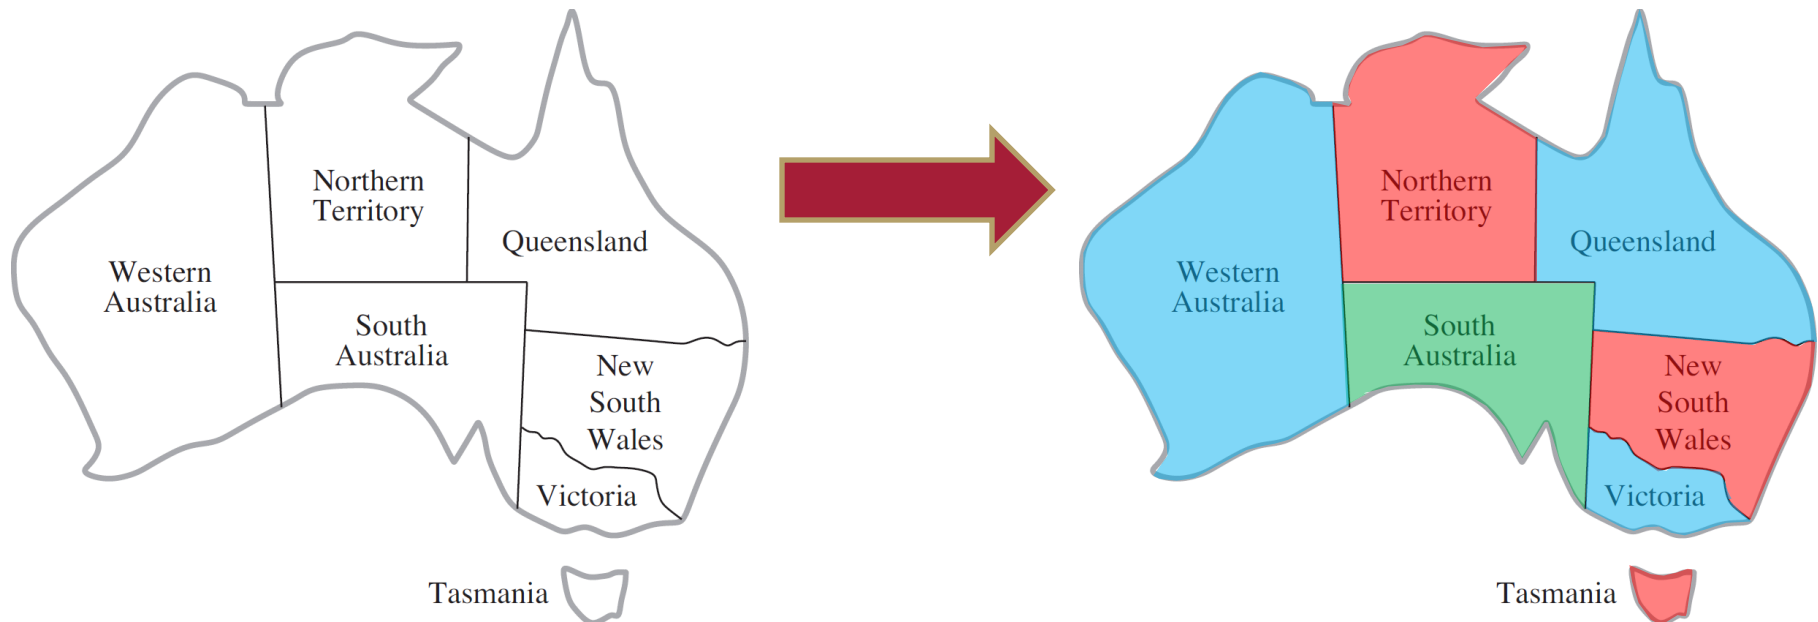 Northern
Territory
Queensland
Western
Australia
South
Australia
New
South
Wales
Victoria
Tasmania
Northern
Territory
Queensland
Western
Australia
South
Australia
New
South
Wales
Victoria
Tasmania